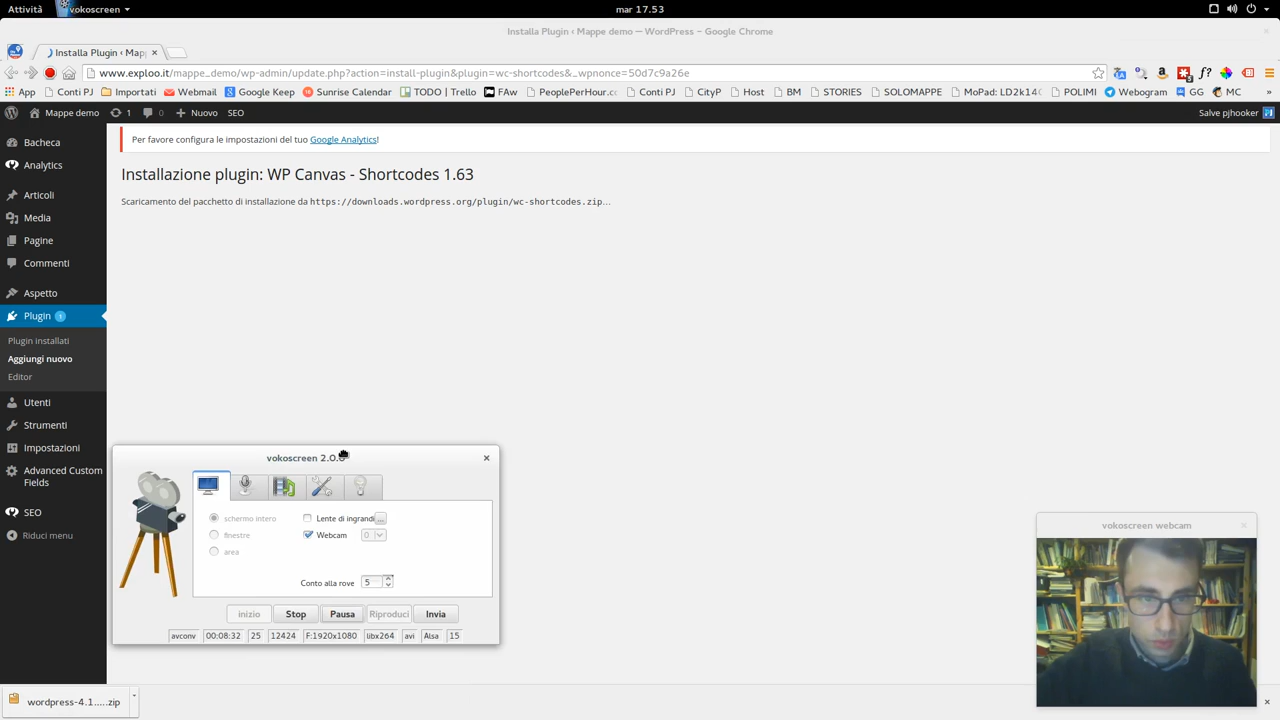 Attività
vokoscreen
mar 17.53
Installa Plugin ‹ Mappe demo — WordPress – Google Chrome
Installa Plugin ‹ Map
www.exploo.it/mappe_demo/wp-admin/update.php?action=install-plugin&plugin=wc-shortcodes&_wpnonce=50d7c9a26e
App
Conti PJ
Importati
Webmail
Google Keep
Sunrise Calendar
TODO | Trello
FAw
PeoplePerHour.cc
Conti PJ
CityP
Host
BM
STORIES
SOLOMAPPE
MoPad: LD2k14
POLIMI
Webogram
GG
MC
»
Mappe demo
1
0
Nuovo
SEO
Salve pjhooker
Bacheca
Analytics
Articoli
Media
Pagine
Commenti
Aspetto
Plugin 1
Plugin installati
Aggiungi nuovo
Editor
Utenti
Strumenti
Impostazioni
Advanced Custom
Fields
SEO
Riduci menu
Per favore configura le impostazioni del tuo Google Analytics!
Installazione plugin: WP Canvas - Shortcodes 1.63
Scaricamento del pacchetto di installazione da https://downloads.wordpress.org/plugin/wc-shortcodes.zip…
vokoscreen 2.0.
schermo intero
finestre
area
Lente di ingrandi
...
Webcam
0
Conto alla rove
5
inizio
Stop
Pausa
Riproduci
Invia
avconv
00:08:32
25
12424
F:1920x1080
libx264
avi
Alsa
15
vokoscreen webcam
wordpress-4.1.....zip